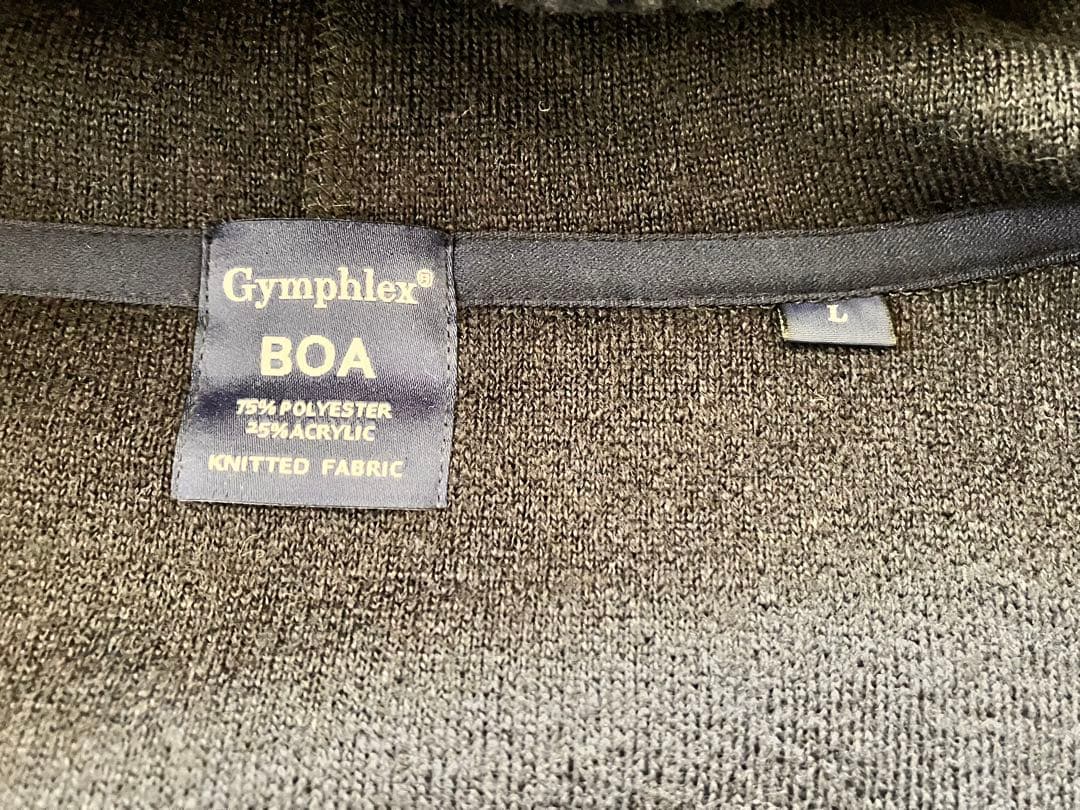 Gymphlex®
BOA
75% POLYESTER
25% ACRYLIC
KNITTED FABRIC
L